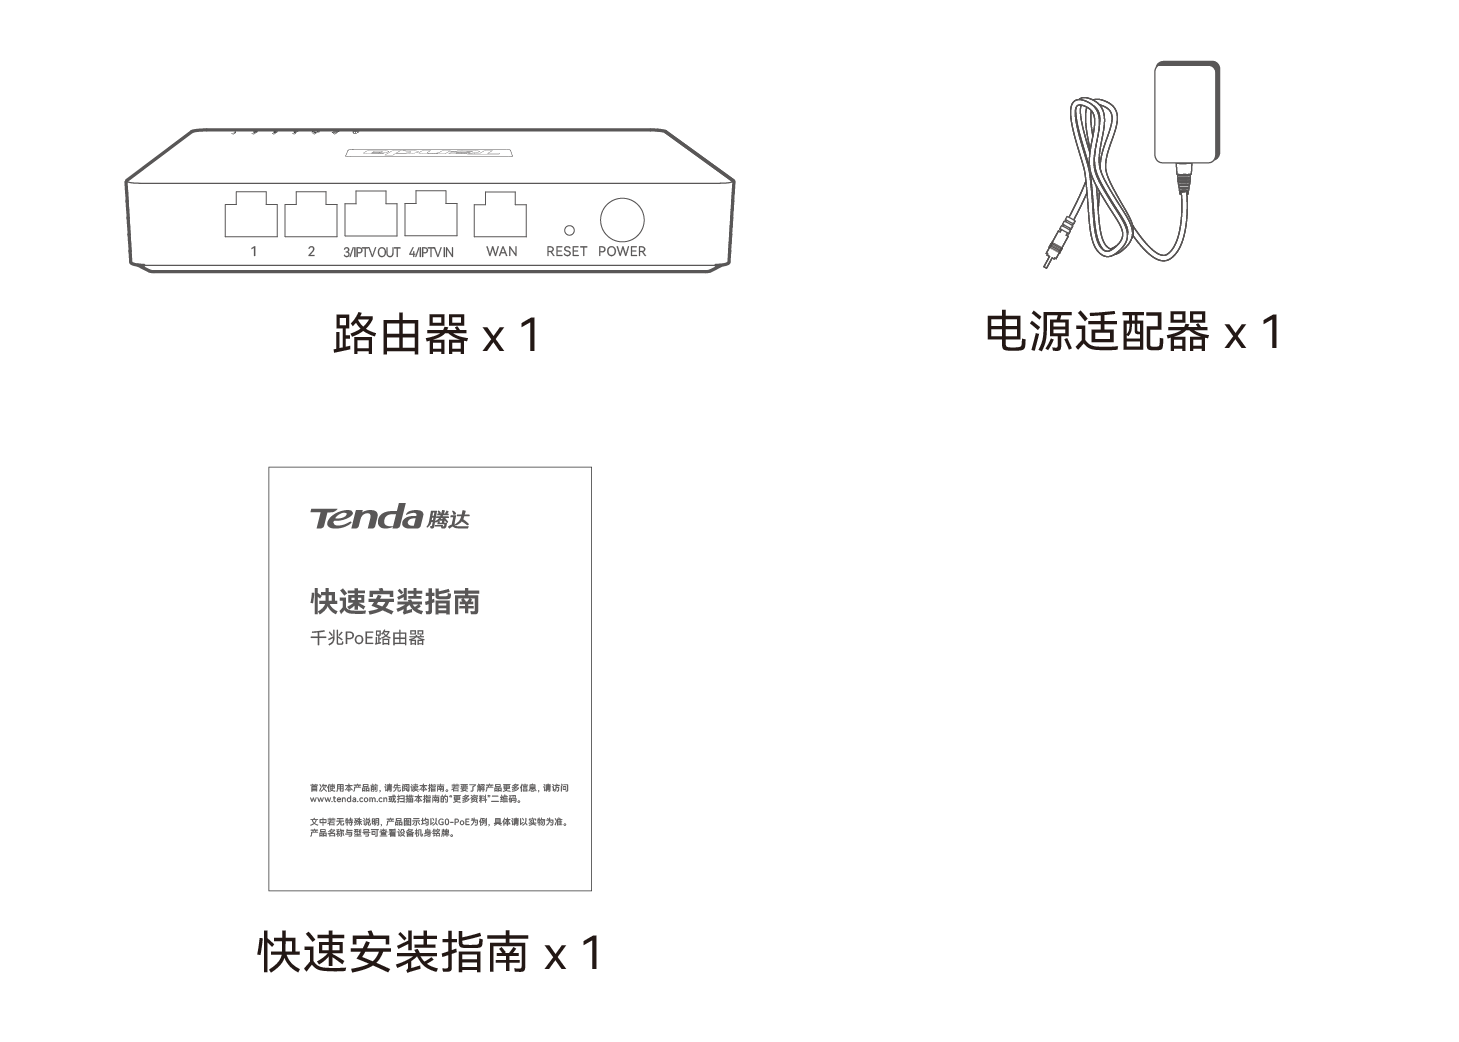 Tenda
1 2 3/IPTV OUT 4/IPTV IN WAN RESET POWER
路由器 x 1
电源适配器 x 1
Tenda 腾达
快速安装指南
千兆PoE路由器
首次使用本产品前，请先阅读本指南。若要了解产品更多信息，请访问
www.tenda.com.cn或扫描本指南的“更多资料”二维码。
文中若无特殊说明，产品图示均以G0-PoE为例，具体请以实物为准。
产品名称与型号可查看设备机身铭牌。
快速安装指南 x 1